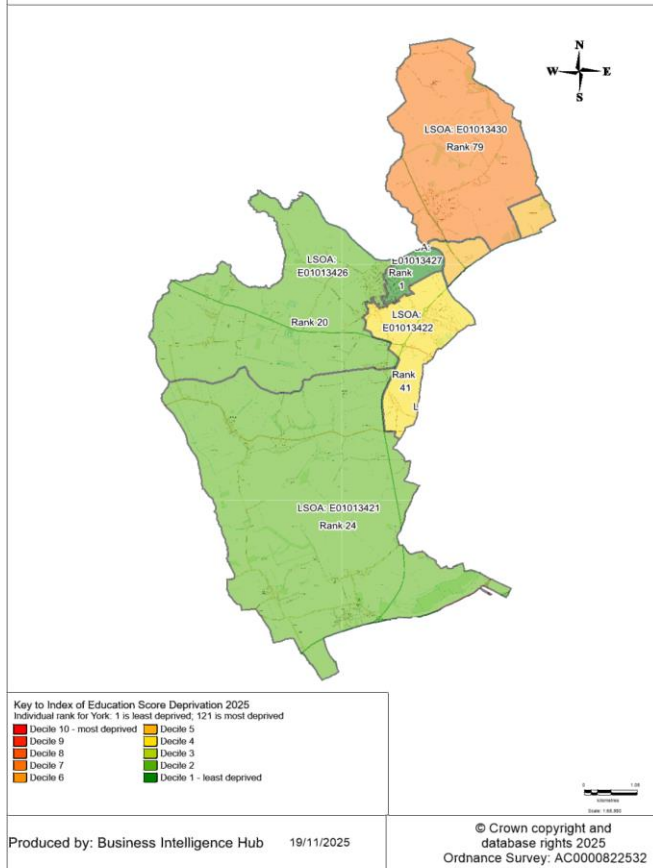 N
W E
S
LSOA: E01013430
Rank 79
LSOA:
E01013426
Rank 20
E01013427
Rank
1
LSOA:
E01013422
Rank
41
L
LSOA: E01013421
Rank 24
Key to Index of Education Score Deprivation 2025
Individual rank for York: 1 is least deprived; 121 is most deprived
Decile 10 - most deprived
Decile 9
Decile 8
Decile 7
Decile 6
Decile 5
Decile 4
Decile 3
Decile 2
Decile 1 - least deprived
kilometres
Produced by: Business Intelligence Hub 19/11/2025
© Crown copyright and
database rights 2025
Ordnance Survey: AC0000822532